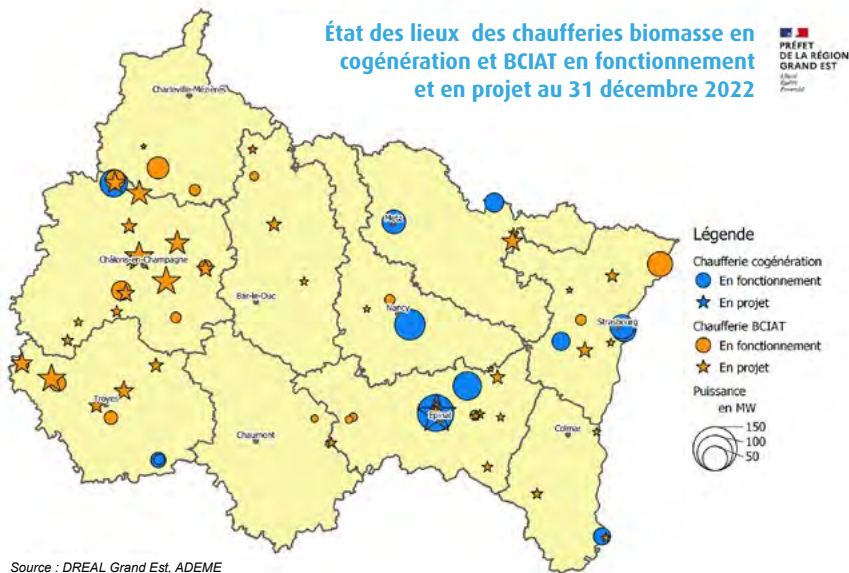 État des lieux des chaufferies biomasse en
cogénération et BCIAT en fonctionnement
et en projet au 31 décembre 2022
PRÉFET
DE LA RÉGION
GRAND EST
Liberté
Égalité
Fraternité
Charleville-Mézières
Metz
Châlons-en-Champagne
Bar-le-Duc
Nancy
Strasbourg
Troyes
Chaumont
Epinal
Colmar
Légende
Chaufferie cogénération
En fonctionnement
En projet
Chaufferie BCIAT
En fonctionnement
En projet
Puissance
en MW
150
100
50
Source : DREAL Grand Est, ADEME